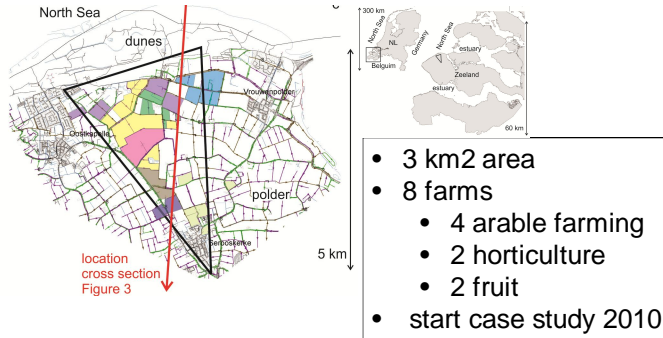 North Sea
dunes
Vrouwenpolder
Oostkapelle
polder
Serooskerke
location
cross section
Figure 3
5 km
300 km
North Sea
NL
Germany
Belguim
North Sea
estuary
Zeeland
estuary
60 km
• 3 km2 area
• 8 farms
• 4 arable farming
• 2 horticulture
• 2 fruit
• start case study 2010